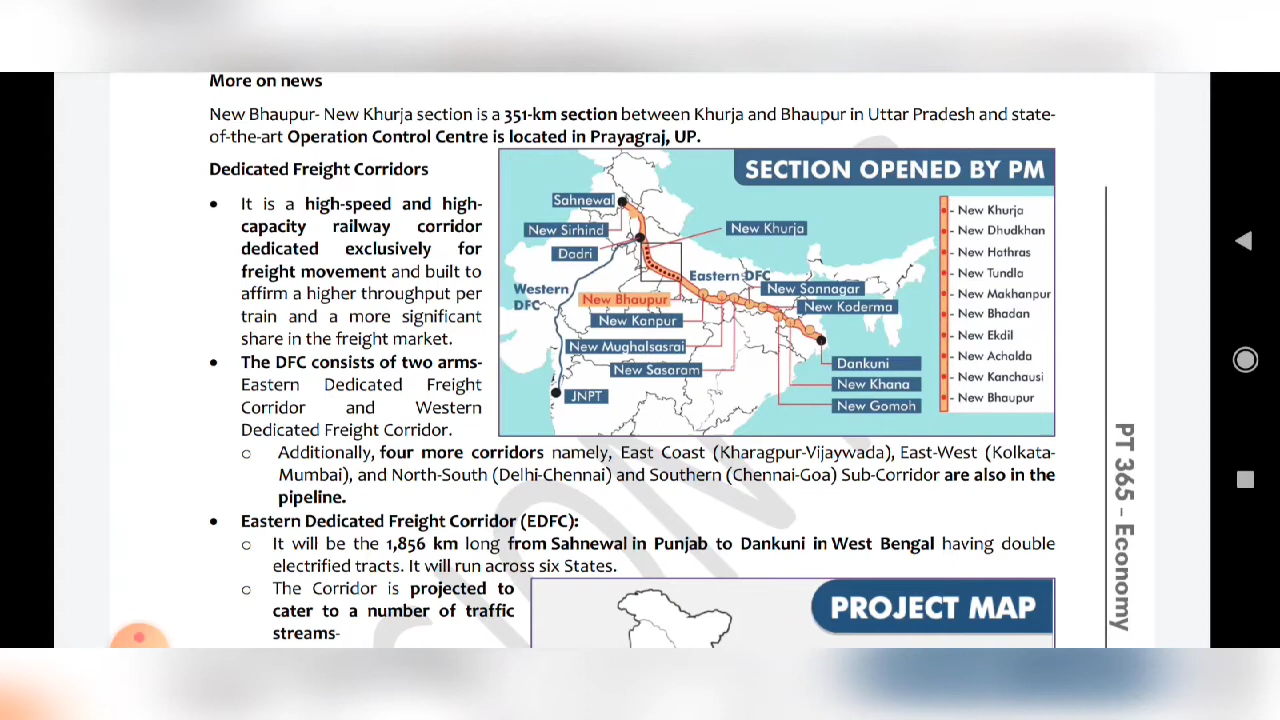 More on news
New Bhaupur- New Khurja section is a 351-km section between Khurja and Bhaupur in Uttar Pradesh and state-
of-the-art Operation Control Centre is located in Prayagraj, UP.
Dedicated Freight Corridors
• It is a high-speed and high-
capacity railway corridor
dedicated exclusively for
freight movement and built to
affirm a higher throughput per
train and a more significant
share in the freight market.
• The DFC consists of two arms-
Eastern Dedicated Freight
Corridor and Western
Dedicated Freight Corridor.
SECTION OPENED BY PM
Sahnewal
New Sirhind
Dadri
New Khurja
Eastern DFC
Western
DFC
New Bhaupur
New Sonnagar
New Koderma
New Kanpur
New Mughalsasrai
New Sasaram
Dankuni
New Khana
New Gomoh
JNPT
- New Khurja
- New Dhudkhan
- New Hathras
- New Tundla
- New Makhanpur
- New Bhadan
- New Ekdil
- New Achalda
- New Kanchausi
- New Bhaupur
o Additionally, four more corridors namely, East Coast (Kharagpur-Vijaywada), East-West (Kolkata-
Mumbai), and North-South (Delhi-Chennai) and Southern (Chennai-Goa) Sub-Corridor are also in the
pipeline.
• Eastern Dedicated Freight Corridor (EDFC):
o It will be the 1,856 km long from Sahnewal in Punjab to Dankuni in West Bengal having double
electrified tracts. It will run across six States.
o The Corridor is projected to
cater to a number of traffic
streams-
PROJECT MAP
PT 365 - Economy